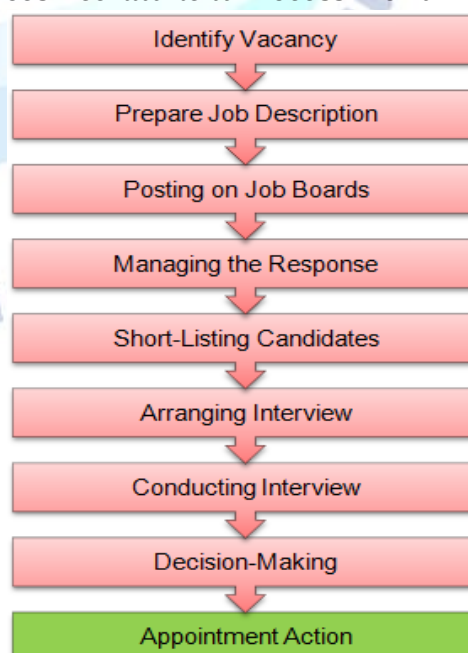 Identify Vacancy
Prepare Job Description
Posting on Job Boards
Managing the Response
Short-Listing Candidates
Arranging Interview
Conducting Interview
Decision-Making
Appointment Action